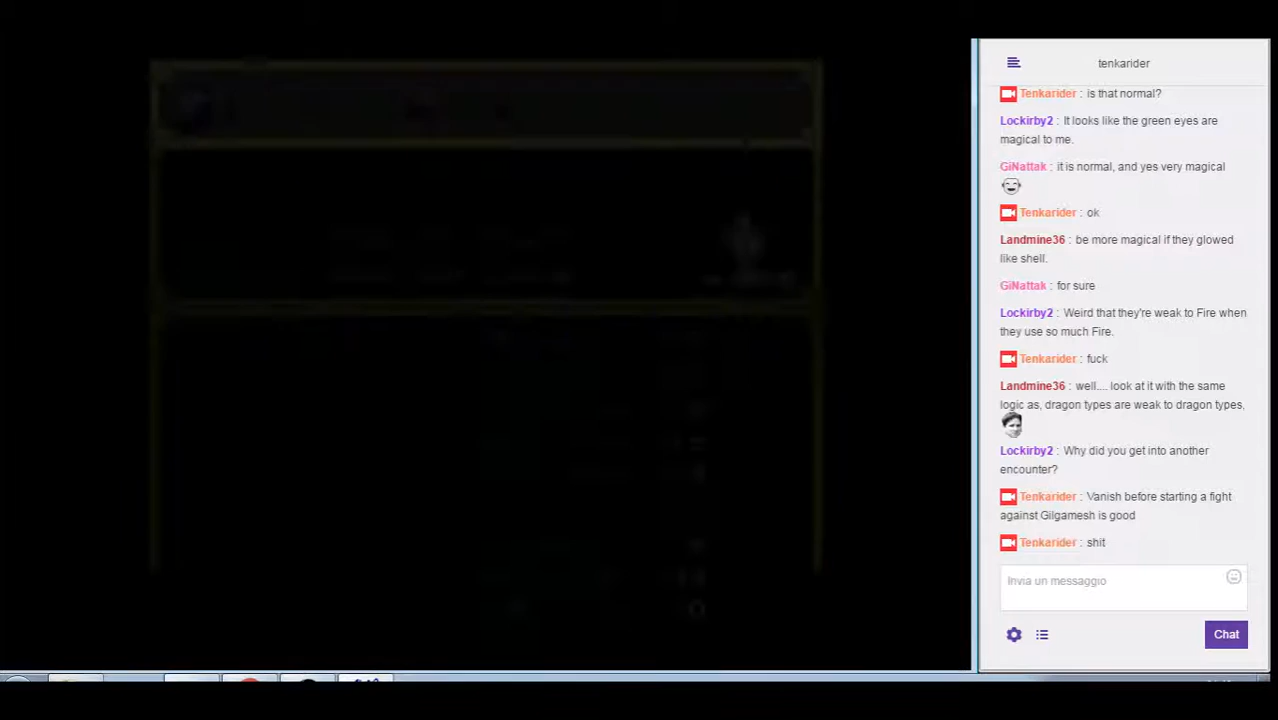 tenkarider
Tenkarider : is that normal?
Lockirby2 : It looks like the green eyes are
magical to me.
GiNattak : it is normal, and yes very magical
Tenkarider : ok
Landmine36 : be more magical if they glowed
like shell.
GiNattak : for sure
Lockirby2 : Weird that they're weak to Fire when
they use so much Fire.
Tenkarider : fuck
Landmine36 : well.... look at it with the same
logic as, dragon types are weak to dragon types,
Lockirby2 : Why did you get into another
encounter?
Tenkarider : Vanish before starting a fight
against Gilgamesh is good
Tenkarider : shit
Invia un messaggio
Chat